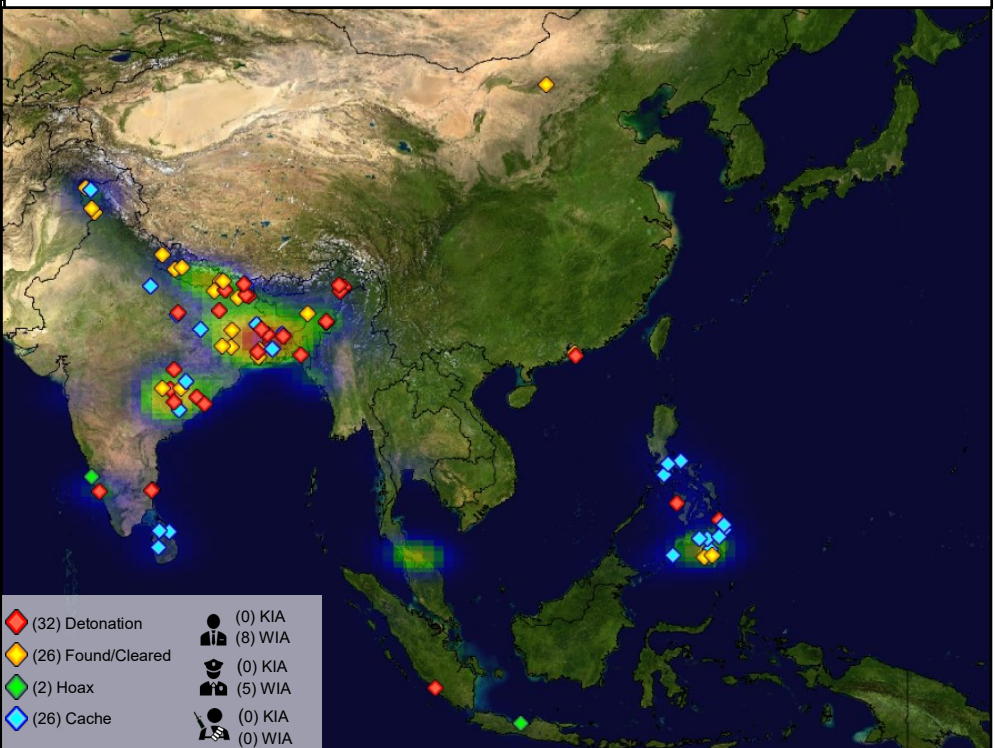 (32) Detonation
(26) Found/Cleared
(2) Hoax
(26) Cache
(0) KIA
(8) WIA
(0) KIA
(5) WIA
(0) KIA
(0) WIA